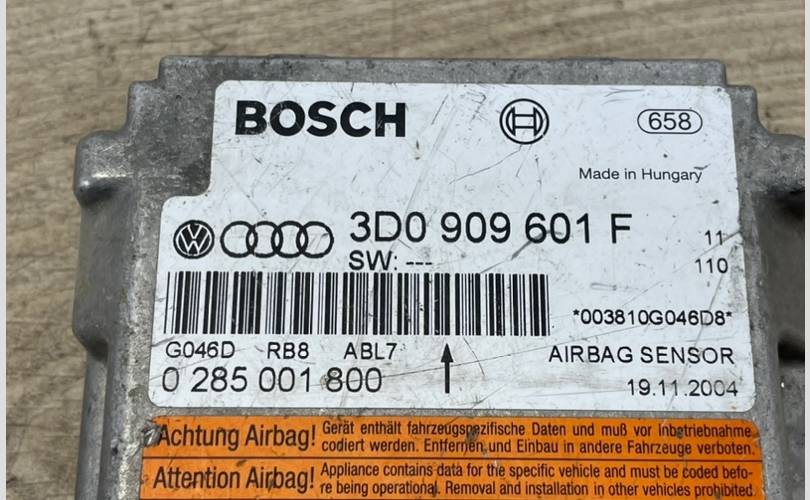 BOSCH
658
Made in Hungary
3D0 909 601 F
11
SW: ---
110
*003810G046D8*
G046D RB8 ABL7
AIRBAG SENSOR
0 285 001 800
19.11.2004
Achtung Airbag!
Gerät enthält fahrzeugspezifische Daten und muß vor Inbetriebnahme
codiert werden. Entfernen und Einbau in andere Fahrzeuge verboten.
Attention Airbag!
Appliance contains data for the specific vehicle and must be coded befo-
re being operational. Removal and installation in other vehicles prohibited